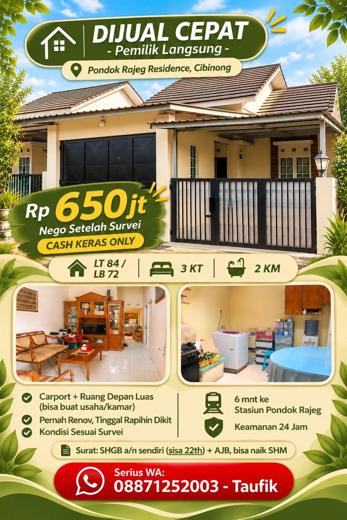 DIJUAL CEPAT
- Pemilik Langsung -
Pondok Rajeg Residence, Cibinong
Rp 650jt
Nego Setelah Survei
CASH KERAS ONLY
LT 84 /
LB 72
3 KT
2 KM
Carport + Ruang Depan Luas
(bisa buat usaha/kamar)
Pernah Renov, Tinggal Rapihin Dikit
Kondisi Sesuai Survei
6 mnt ke
Stasiun Pondok Rajeg
Keamanan 24 Jam
Surat: SHGB a/n sendiri (sisa 22th) + AJB, bisa naik SHM
Serius WA:
08871252003 - Taufik